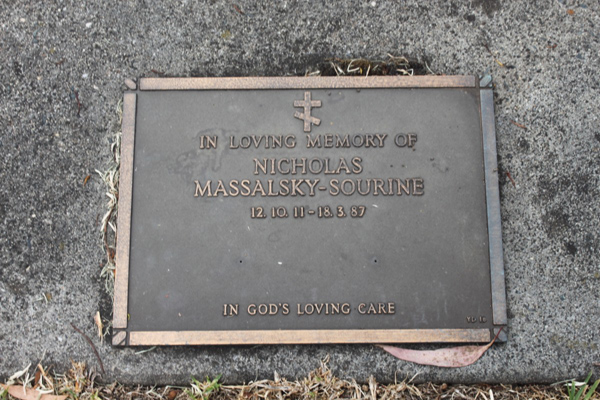 IN LOVING MEMORY OF
NICHOLAS
MASSALSKY-SOURINE
12. 10. 11 - 18. 3. 87
IN GOD'S LOVING CARE